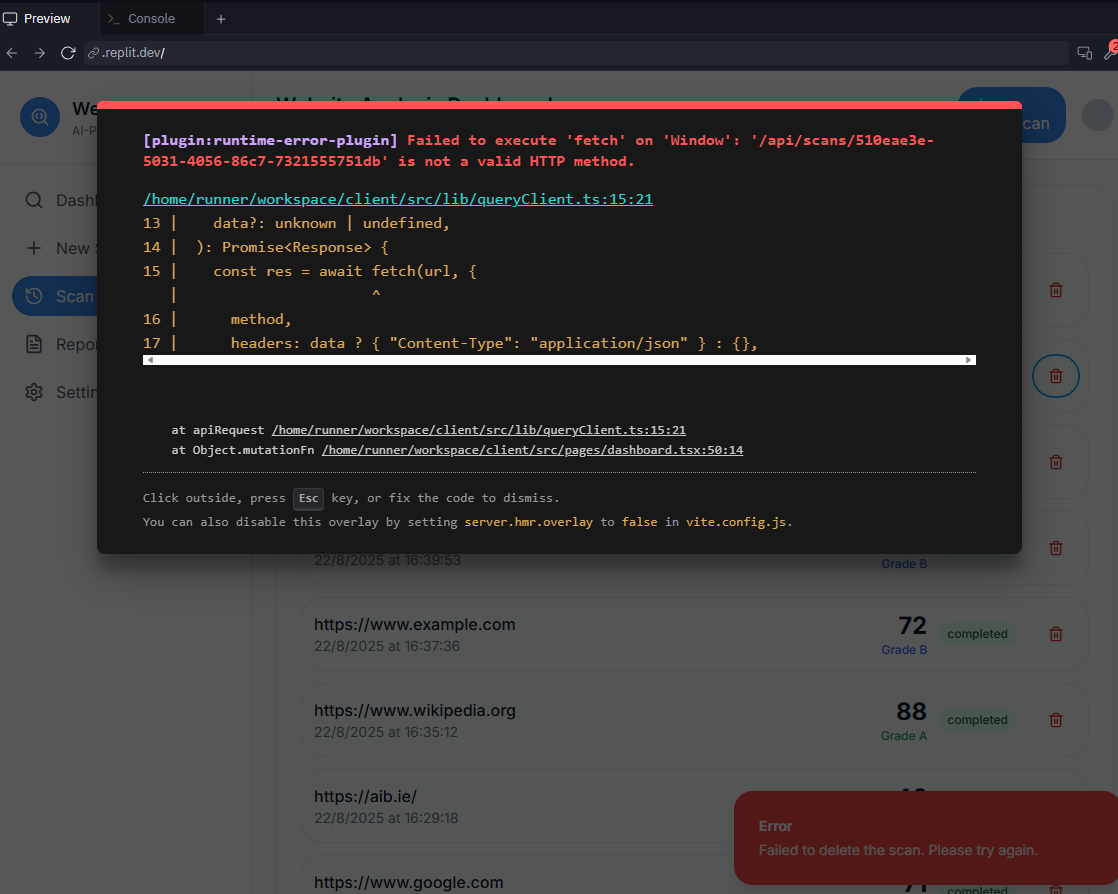 Preview
>_ Console
+
.replit.dev/
2
We
AI-P
can
Dash
New
Scan
Repo
Settin
[plugin:runtime-error-plugin] Failed to execute 'fetch' on 'Window': '/api/scans/510eae3e-
5031-4056-86c7-7321555751db' is not a valid HTTP method.
/home/runner/workspace/client/src/lib/queryClient.ts:15:21
13 | data?: unknown | undefined,
14 | ): Promise<Response> {
15 | const res = await fetch(url, {
| ^
16 | method,
17 | headers: data ? { "Content-Type": "application/json" } : {},
at apiRequest /home/runner/workspace/client/src/lib/queryClient.ts:15:21
at Object.mutationFn /home/runner/workspace/client/src/pages/dashboard.tsx:50:14
Click outside, press Esc key, or fix the code to dismiss.
You can also disable this overlay by setting server.hmr.overlay to false in vite.config.js.
22/8/2025 at 16:39:53
Grade B
https://www.example.com
72
completed
22/8/2025 at 16:37:36
Grade B
https://www.wikipedia.org
88
completed
22/8/2025 at 16:35:12
Grade A
https://aib.ie/
22/8/2025 at 16:29:18
Error
Failed to delete the scan. Please try again.
https://www.google.com
completed